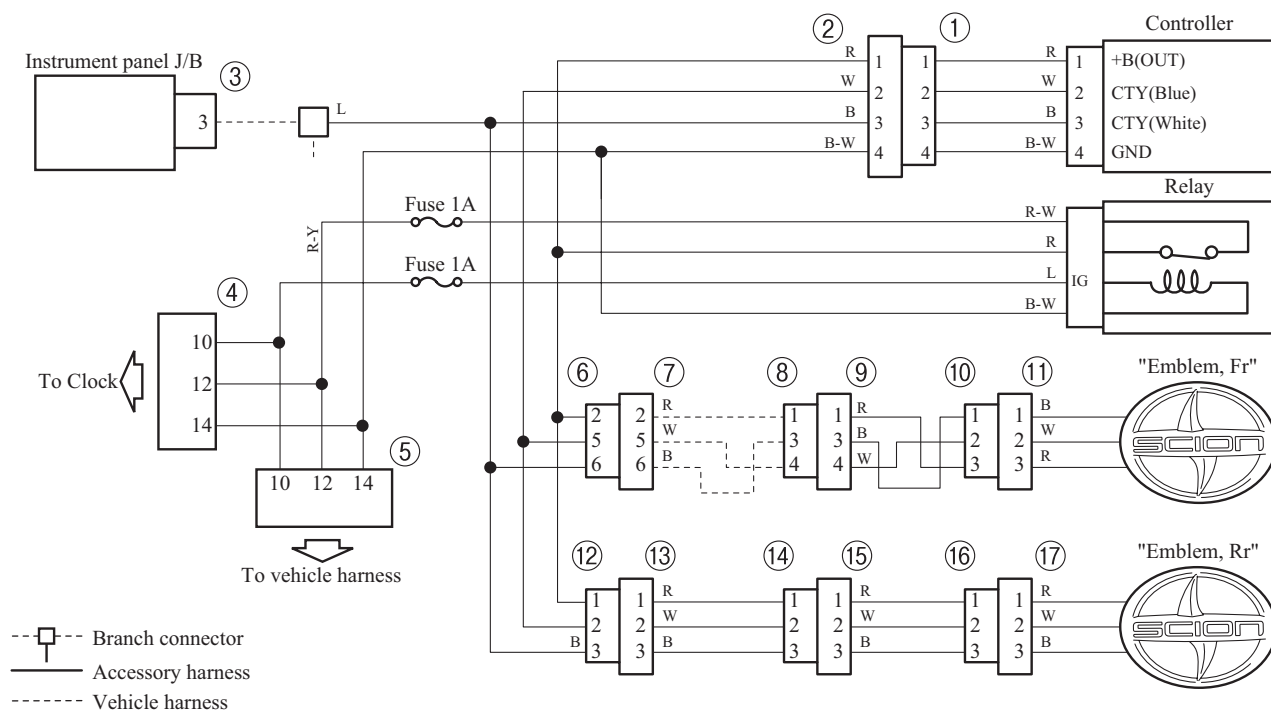 Instrument panel J/B
③
3
L
②
①
Controller
R 1 1 R 1 +B(OUT)
W 2 2 W 2 CTY(Blue)
B 3 3 B 3 CTY(White)
B-W 4 4 B-W 4 GND
Relay
Fuse 1A
R-W
R-Y
R
Fuse 1A
L
IG
B-W
④
10
12
14
To Clock
⑤
10 12 14
To vehicle harness
⑥ ⑦ ⑧ ⑨ ⑩ ⑪
"Emblem, Fr"
2 2 R 1 1 R 1 1 B
5 5 W 3 3 B 2 2 W
6 6 B 4 4 W 3 3 R
SCION
⑫ ⑬ ⑭ ⑮ ⑯ ⑰
"Emblem, Rr"
1 1 R 1 1 R 1 1 R
2 2 W 2 2 W 2 2 W
B 3 3 B 3 3 B 3 3 B
SCION
Branch connector
Accessory harness
Vehicle harness